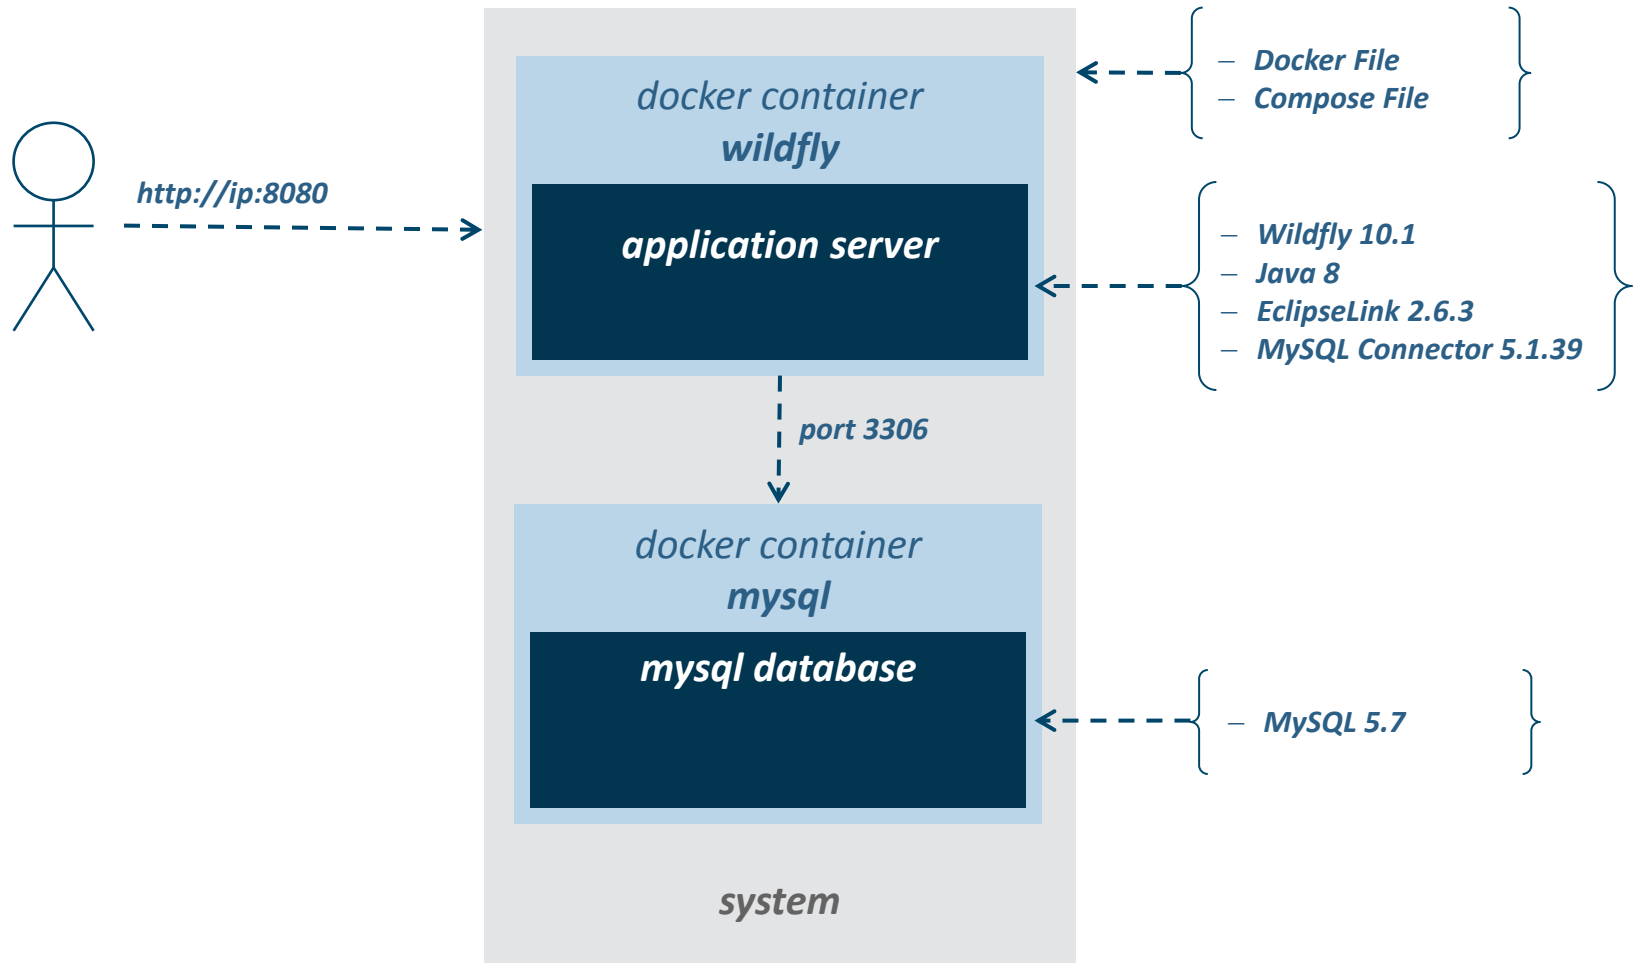 http://ip:8080
docker container
wildfly
application server
port 3306
docker container
mysql
mysql database
system
– Docker File
– Compose File
– Wildfly 10.1
– Java 8
– EclipseLink 2.6.3
– MySQL Connector 5.1.39
– MySQL 5.7